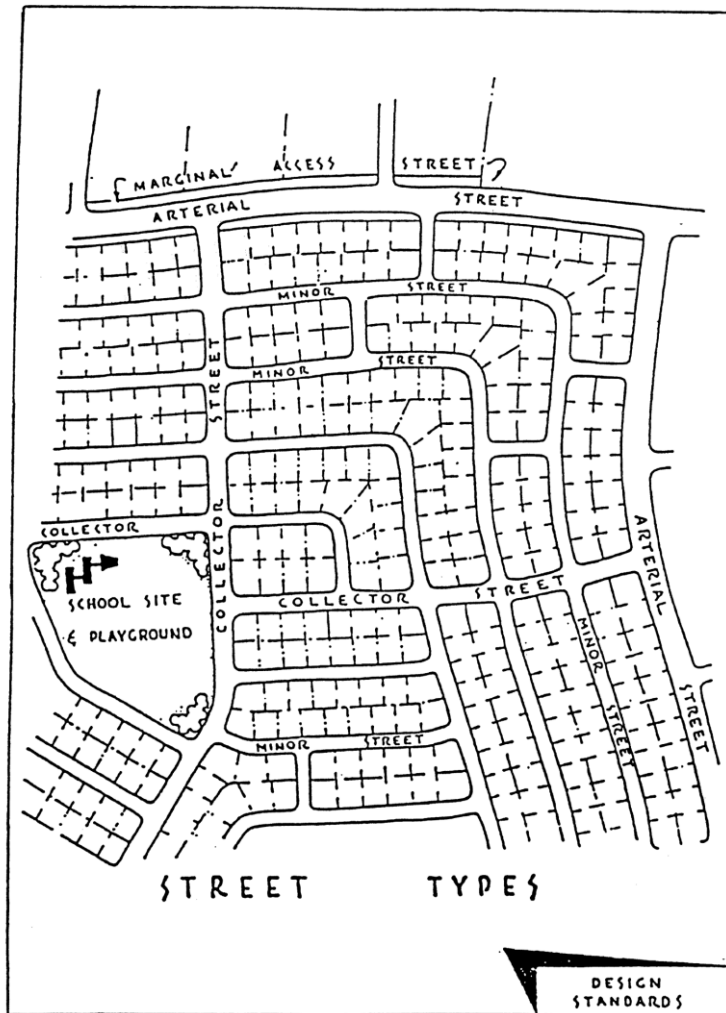 MARGINAL ACCESS STREET
ARTERIAL STREET
MINOR STREET
STREET
MINOR STREET
COLLECTOR
COLLECTOR
SCHOOL SITE
& PLAYGROUND
COLLECTOR STREET
ARTERIAL STREET
MINOR STREET
MINOR STREET
STREET TYPES
DESIGN
STANDARDS